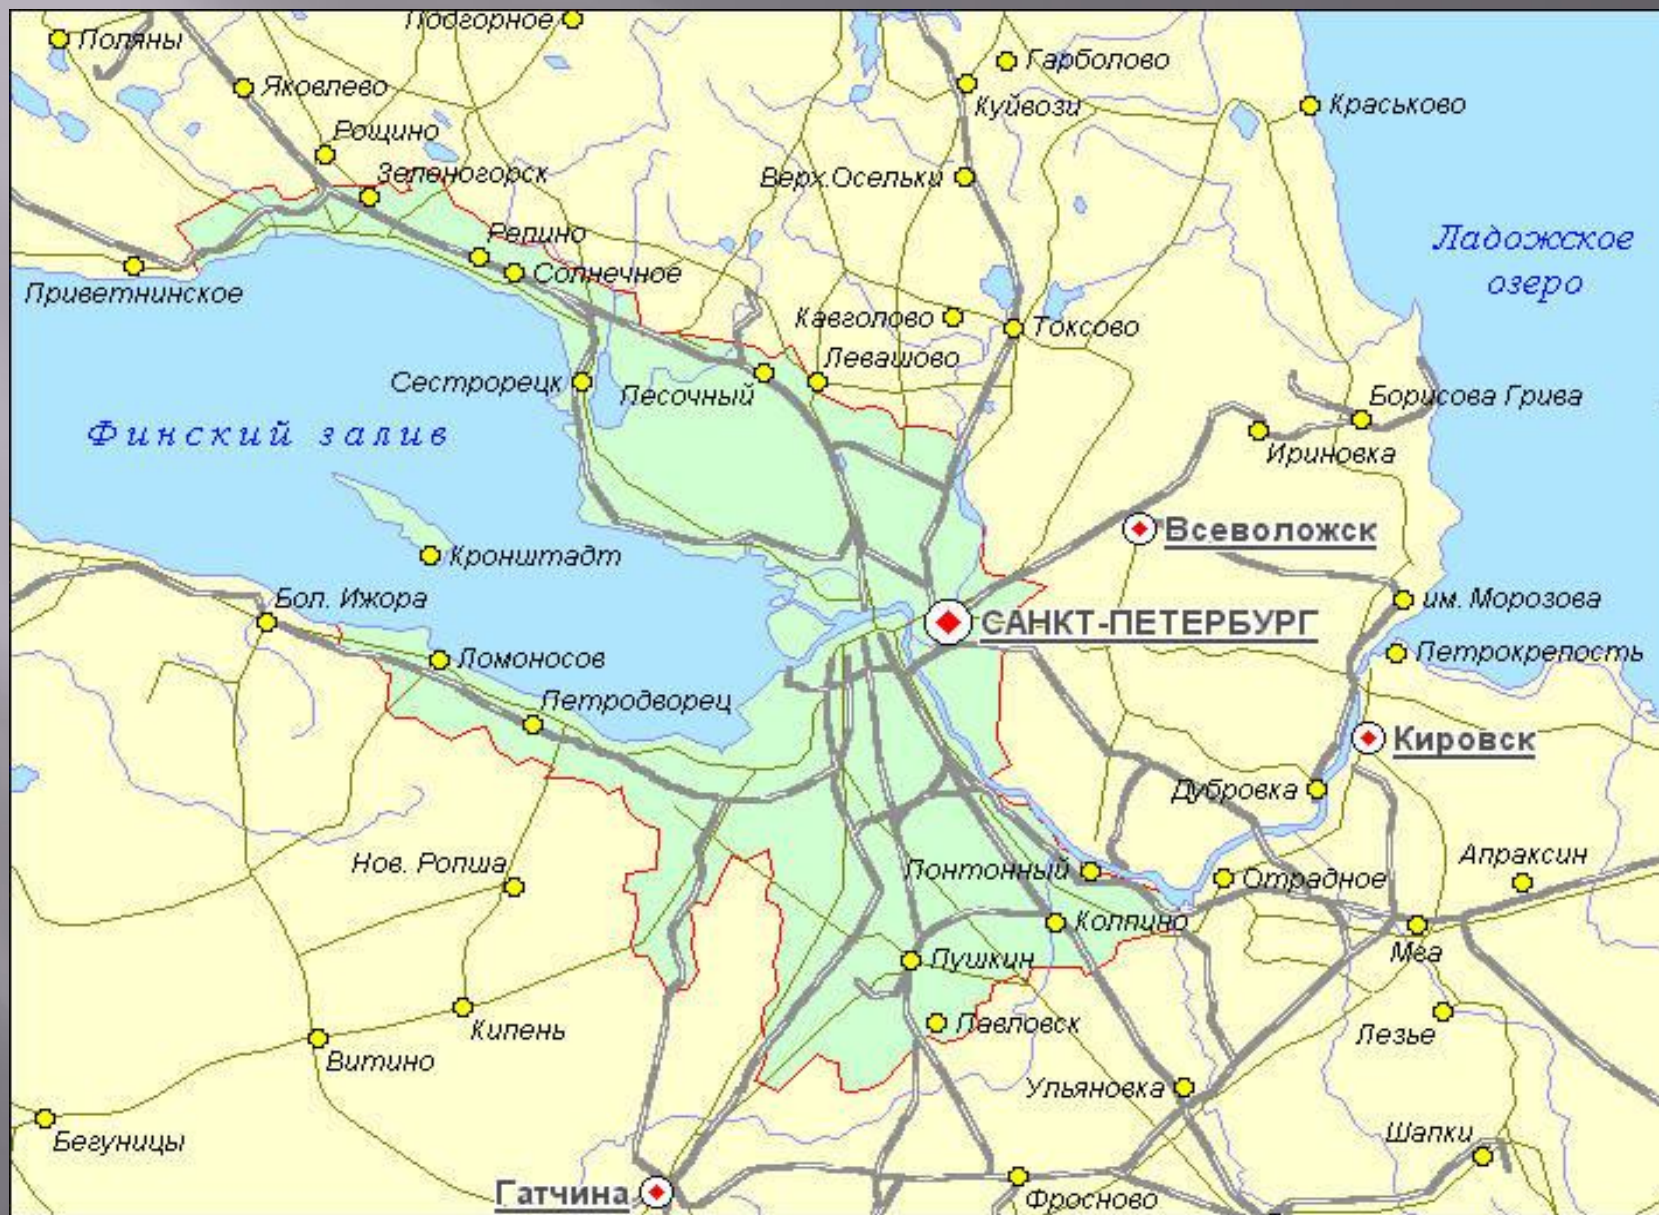 Подгорное
Поляны
Гарболово
Яковлево
Куйвози
Краськово
Рощино
Зеленогорск
Верх.Осельки
Репино
Ладожское
озеро
Солнечное
Приветнинское
Кавголово
Токсово
Левашово
Сестрорецк
Песочный
Борисова Грива
Финский залив
Ириновка
Всеволожск
Кронштадт
Бол. Ижора
им. Морозова
САНКТ-ПЕТЕРБУРГ
Петрокрепость
Ломоносов
Петродворец
Кировск
Дубровка
Нов. Ропша
Понтонный
Отрадное
Апраксин
Колпино
Мга
Пушкин
Кипень
Павловск
Лезье
Витино
Ульяновка
Бегуницы
Шапки
Гатчина
Фросново